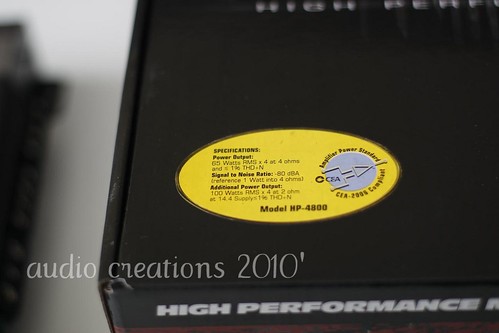 HIGH
SPECIFICATIONS:
Power Output:
65 Watts RMS x 4 at 4 ohms
and ≤ 1% THD+N
Signal to Noise Ratio: -80 dBA
(reference 1 Watt into 4 ohms)
Additional Power Output:
100 Watts RMS x 4 at 2 ohm
at 14.4 Supply≤1% THD+N
Model HP-4800
Amplifier Power Standard
CEA
CEA-2006 Compliant
audio creations 2010'
HIGH PERFORMANCE